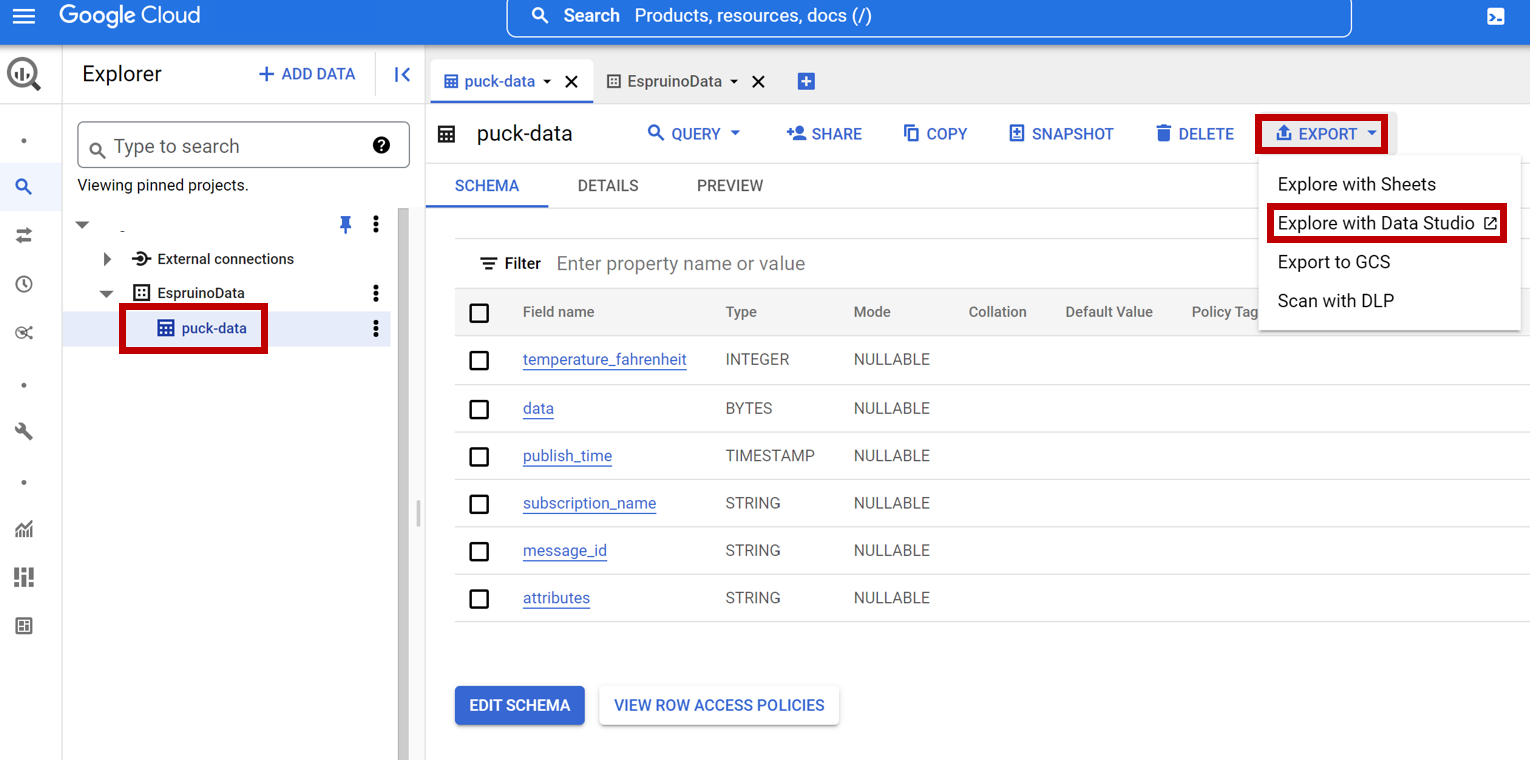 Google Cloud
Search Products, resources, docs (/)
Explorer
ADD DATA
Type to search
Viewing pinned projects.
External connections
EspruinoData
puck-data
puck-data
EspruinoData
puck-data
QUERY
SHARE
COPY
SNAPSHOT
DELETE
EXPORT
Explore with Sheets
Explore with Data Studio
Export to GCS
Scan with DLP
SCHEMA
DETAILS
PREVIEW
Filter Enter property name or value
Field name Type Mode Collation Default Value Policy Tag
temperature_fahrenheit INTEGER NULLABLE
data BYTES NULLABLE
publish_time TIMESTAMP NULLABLE
subscription_name STRING NULLABLE
message_id STRING NULLABLE
attributes STRING NULLABLE
EDIT SCHEMA
VIEW ROW ACCESS POLICIES